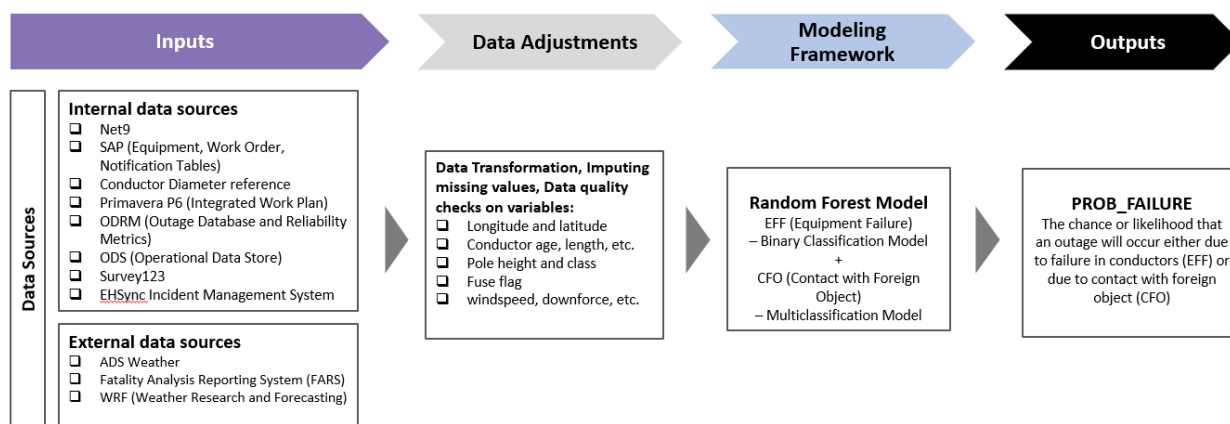 Inputs
Data Adjustments
Modeling
Framework
Outputs
Data Sources
Internal data sources
Net9
SAP (Equipment, Work Order,
Notification Tables)
Conductor Diameter reference
Primavera P6 (Integrated Work Plan)
ODRM (Outage Database and Reliability
Metrics)
ODS (Operational Data Store)
Survey123
EHSync Incident Management System
External data sources
ADS Weather
Fatality Analysis Reporting System (FARS)
WRF (Weather Research and Forecasting)
Data Transformation, Imputing
missing values, Data quality
checks on variables:
Longitude and latitude
Conductor age, length, etc.
Pole height and class
Fuse flag
windspeed, downforce, etc.
Random Forest Model
EFF (Equipment Failure)
– Binary Classification Model
+
CFO (Contact with Foreign
Object)
– Multiclassification Model
PROB_FAILURE
The chance or likelihood that
an outage will occur either due
to failure in conductors (EFF) or
due to contact with foreign
object (CFO)